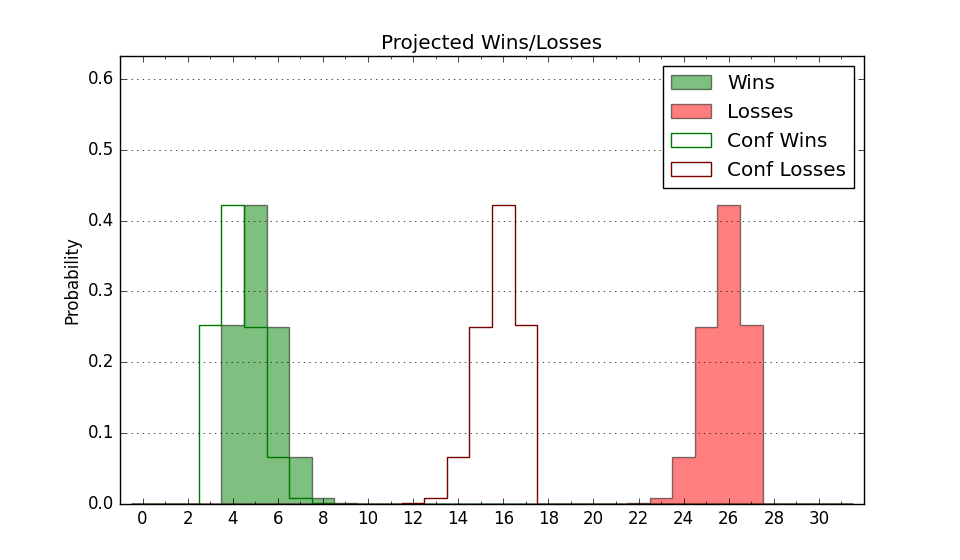 Projected Wins/Losses
0.6
0.5
0.4
0.3
0.2
0.1
0.0
Probability
Wins
Losses
Conf Wins
Conf Losses
0 2 4 6 8 10 12 14 16 18 20 22 24 26 28 30